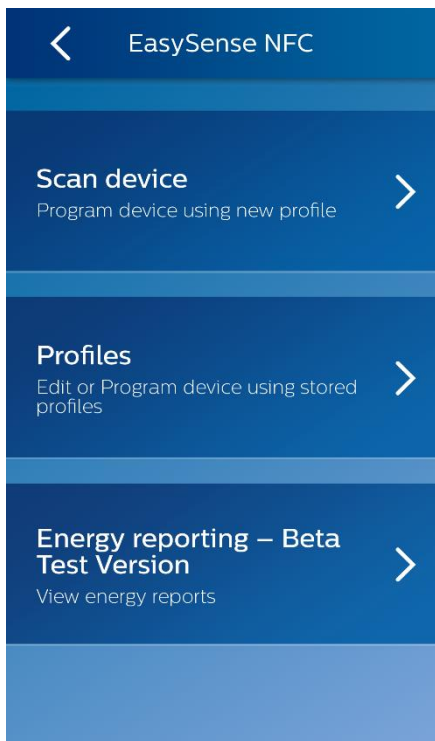 EasySense NFC
Scan device
Program device using new profile
Profiles
Edit or Program device using stored
profiles
Energy reporting – Beta
Test Version
View energy reports